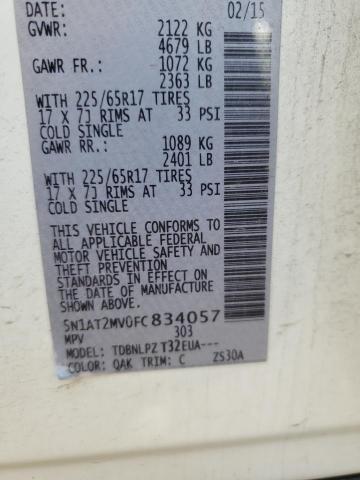 DATE: 02/15
GVWR: 2122 KG
4679 LB
GAWR FR.: 1072 KG
2363 LB
WITH 225/65R17 TIRES
17 X 7J RIMS AT 33 PSI
COLD SINGLE
GAWR RR.: 1089 KG
2401 LB
WITH 225/65R17 TIRES
17 X 7J RIMS AT 33 PSI
COLD SINGLE
THIS VEHICLE CONFORMS TO
ALL APPLICABLE FEDERAL
MOTOR VEHICLE SAFETY AND
THEFT PREVENTION
STANDARDS IN EFFECT ON
THE DATE OF MANUFACTURE
SHOWN ABOVE.
5N1AT2MV0FC834057
MPV 303
MODEL: TDBNLPZ T32EUA---
COLOR: QAK TRIM: C ZS30A